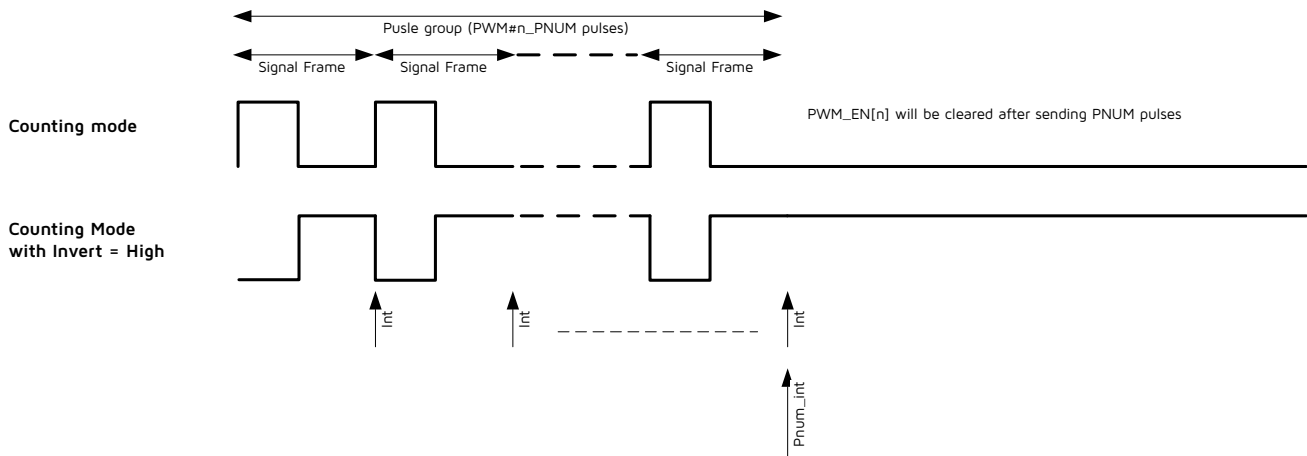 Pusle group (PWM#n_PNUM pulses)
Signal Frame
Signal Frame
Signal Frame
Counting mode
PWM_EN[n] will be cleared after sending PNUM pulses
Counting Mode
with Invert = High
Int
Int
Int
Pnum_int